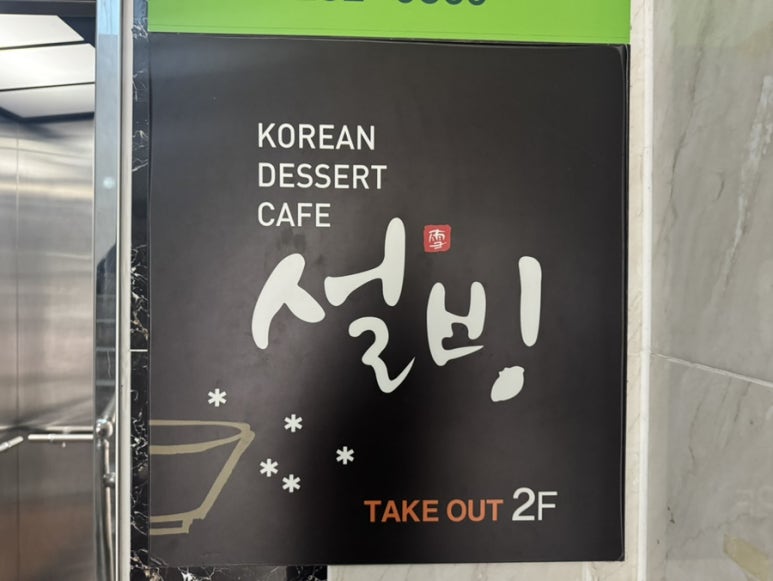 KOREAN
DESSERT
CAFE
雪
설빙
TAKE OUT 2F